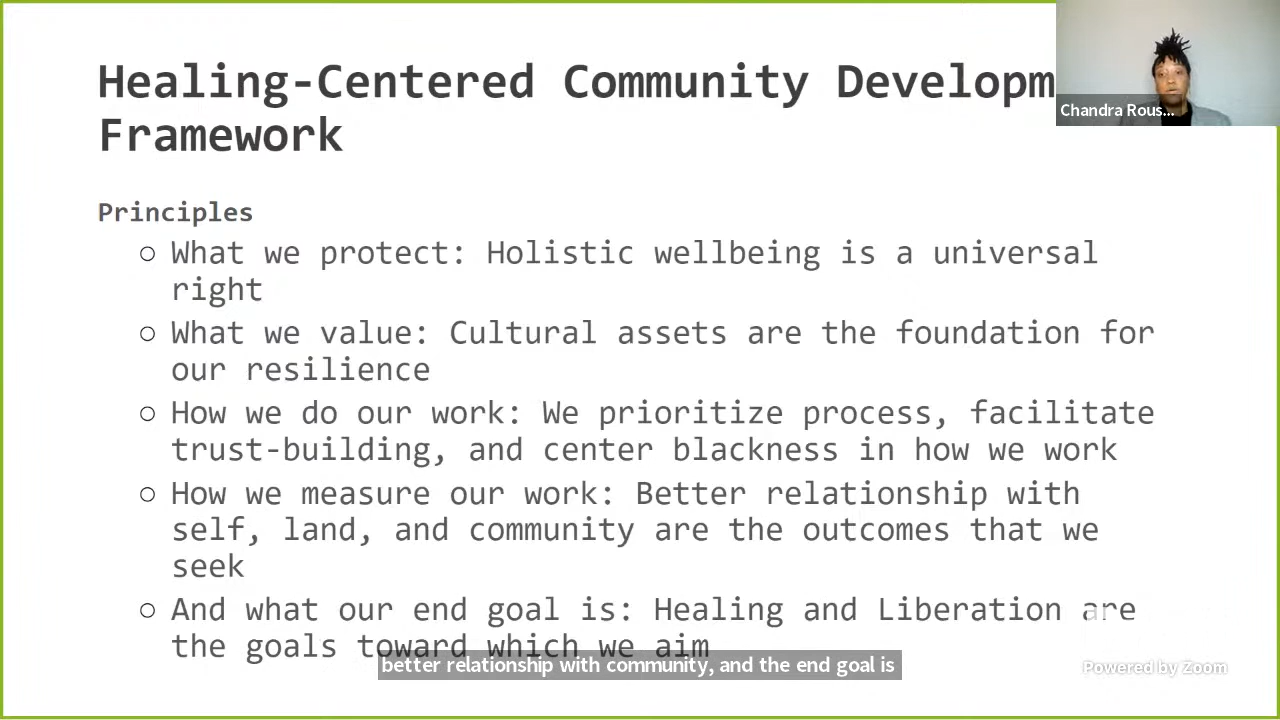 Healing-Centered Community Developm
Framework
Chandra Rous...
Principles
○ What we protect: Holistic wellbeing is a universal
right
○ What we value: Cultural assets are the foundation for
our resilience
○ How we do our work: We prioritize process, facilitate
trust-building, and center blackness in how we work
○ How we measure our work: Better relationship with
self, land, and community are the outcomes that we
seek
○ And what our end goal is: Healing and Liberation are
the goals toward which we aim
better relationship with community, and the end goal is
Powered by Zoom